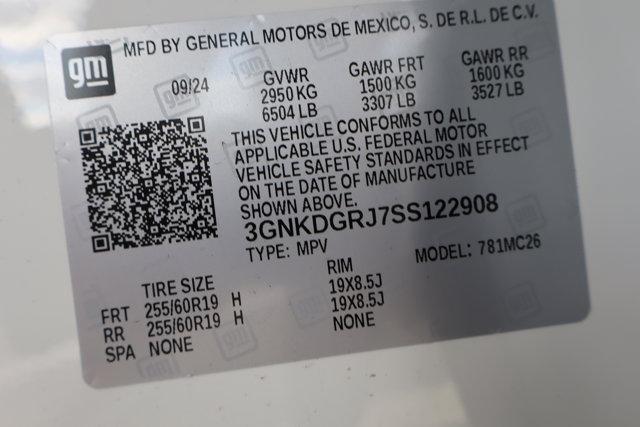 gm
MFD BY GENERAL MOTORS DE MEXICO, S. DE R.L. DE C.V.
09/24 GVWR GAWR FRT GAWR RR
2950 KG 1500 KG 1600 KG
6504 LB 3307 LB 3527 LB
THIS VEHICLE CONFORMS TO ALL
APPLICABLE U.S. FEDERAL MOTOR
VEHICLE SAFETY STANDARDS IN EFFECT
ON THE DATE OF MANUFACTURE
SHOWN ABOVE.
3GNKDGRJ7SS122908
TYPE: MPV MODEL: 781MC26
TIRE SIZE RIM
FRT 255/60R19 H 19X8.5J
RR 255/60R19 H 19X8.5J
SPA NONE NONE